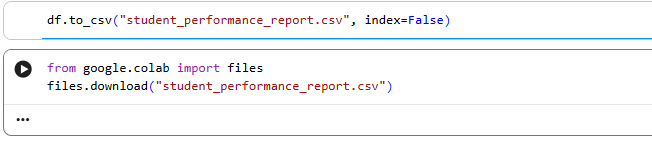 df.to_csv("student_performance_report.csv", index=False)
from google.colab import files
files.download("student_performance_report.csv")
...